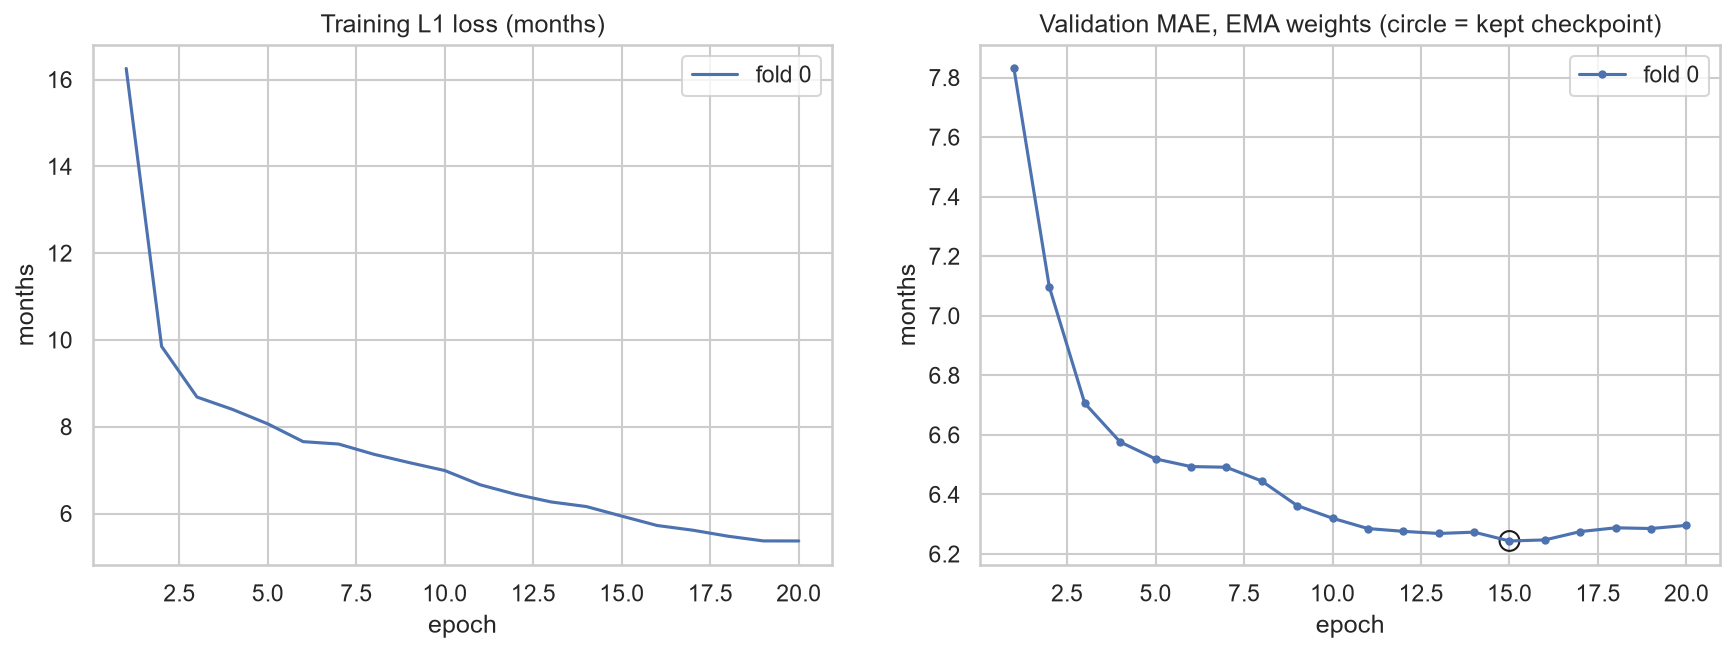 Training L1 loss (months)
fold 0
months
16
14
12
10
8
6
2.5 5.0 7.5 10.0 12.5 15.0 17.5 20.0
epoch
Validation MAE, EMA weights (circle = kept checkpoint)
fold 0
months
7.8
7.6
7.4
7.2
7.0
6.8
6.6
6.4
6.2
2.5 5.0 7.5 10.0 12.5 15.0 17.5 20.0
epoch